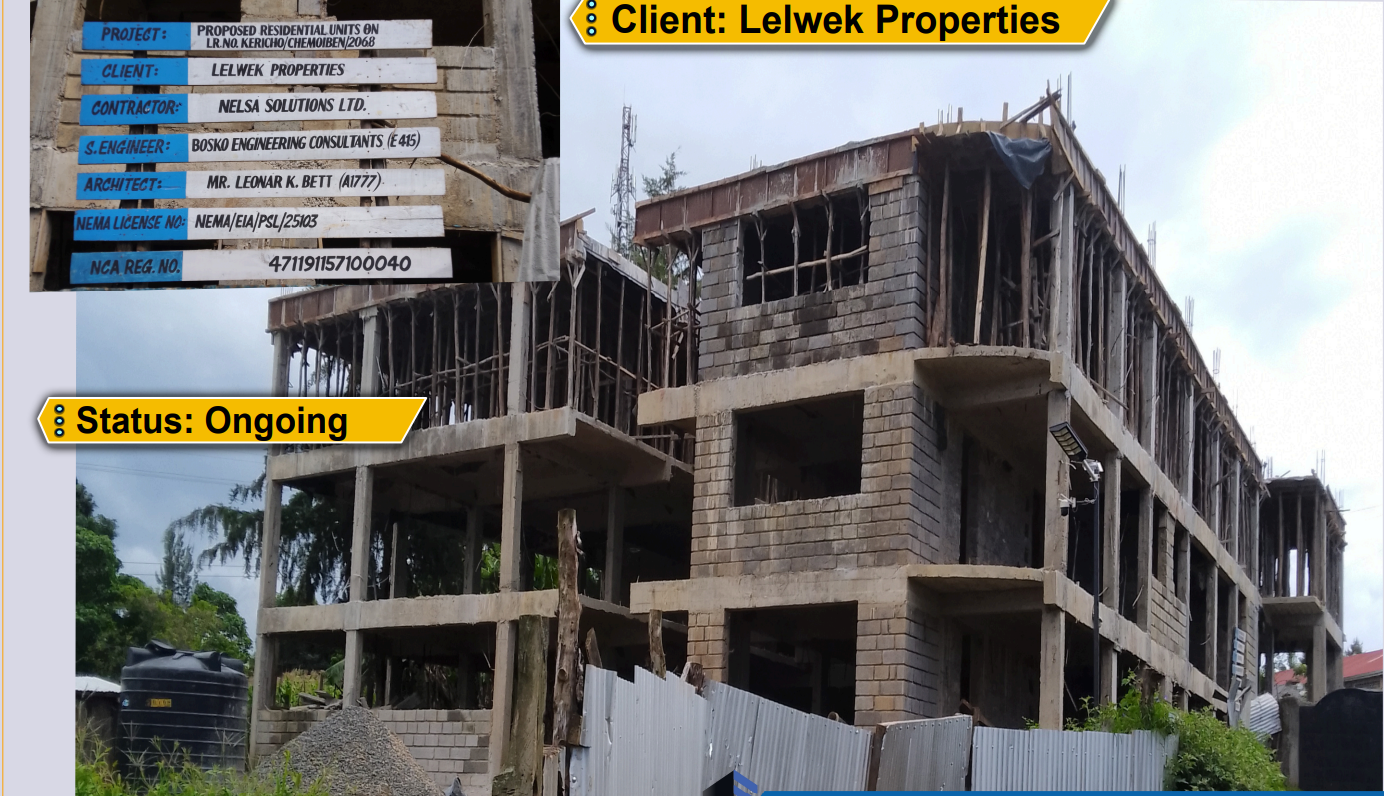 PROJECT: PROPOSED RESIDENTIAL UNITS ON
L.R.NO. KERICHO/CHEMOIBEN/2068
CLIENT: LELWEK PROPERTIES
CONTRACTOR: NELSA SOLUTIONS LTD.
S.ENGINEER: BOSKO ENGINEERING CONSULTANTS (E415)
ARCHITECT: MR. LEONAR K. BETT (A1777)
NEMA LICENSE NO: NEMA/EIA/PSL/25103
NCA REG. NO. 471191157100040
Client: Lelwek Properties
Status: Ongoing